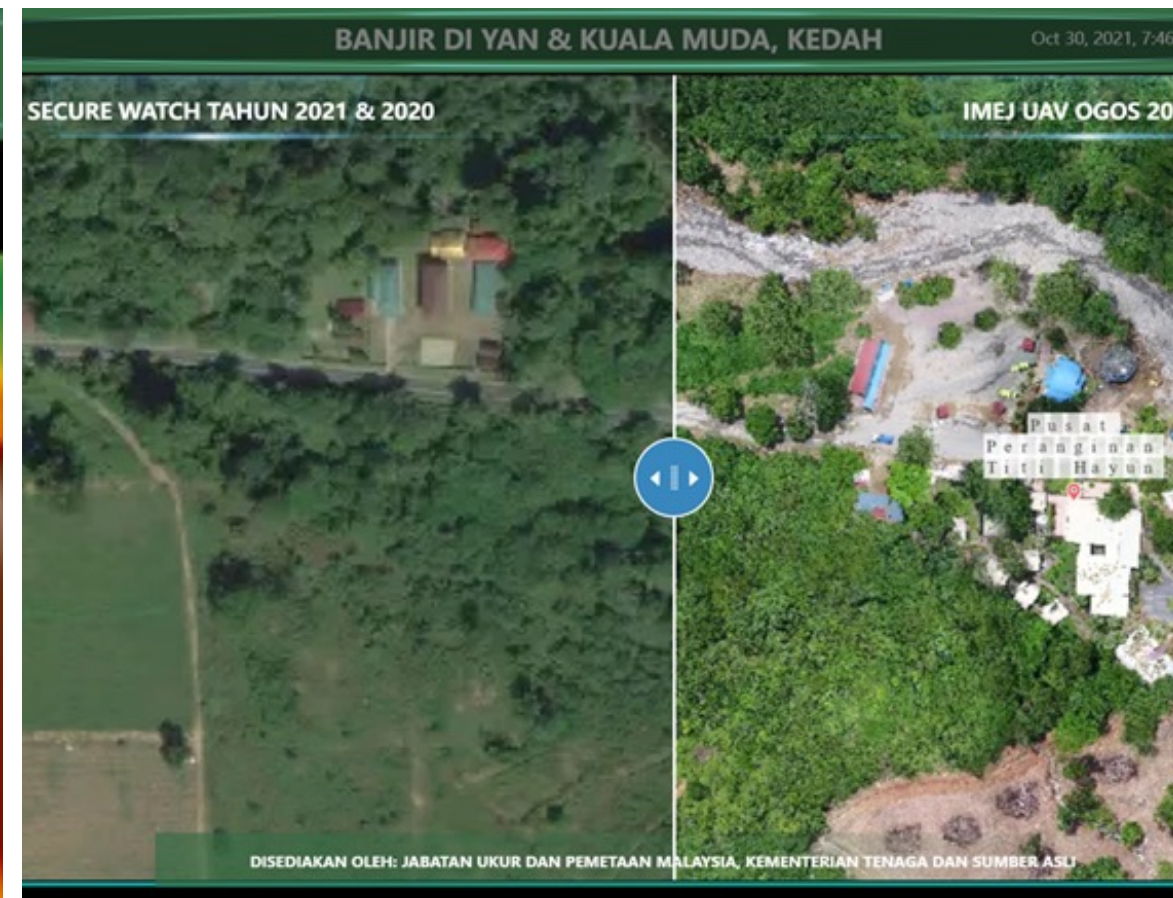 BANJIR DI YAN & KUALA MUDA, KEDAH
Oct 30, 2021, 7:46
SECURE WATCH TAHUN 2021 & 2020
IMEJ UAV OGOS 20
Pusat
Peranginan
Titi Hayun
DISEDIAKAN OLEH: JABATAN UKUR DAN PEMETAAN MALAYSIA, KEMENTERIAN TENAGA DAN SUMBER ASLI